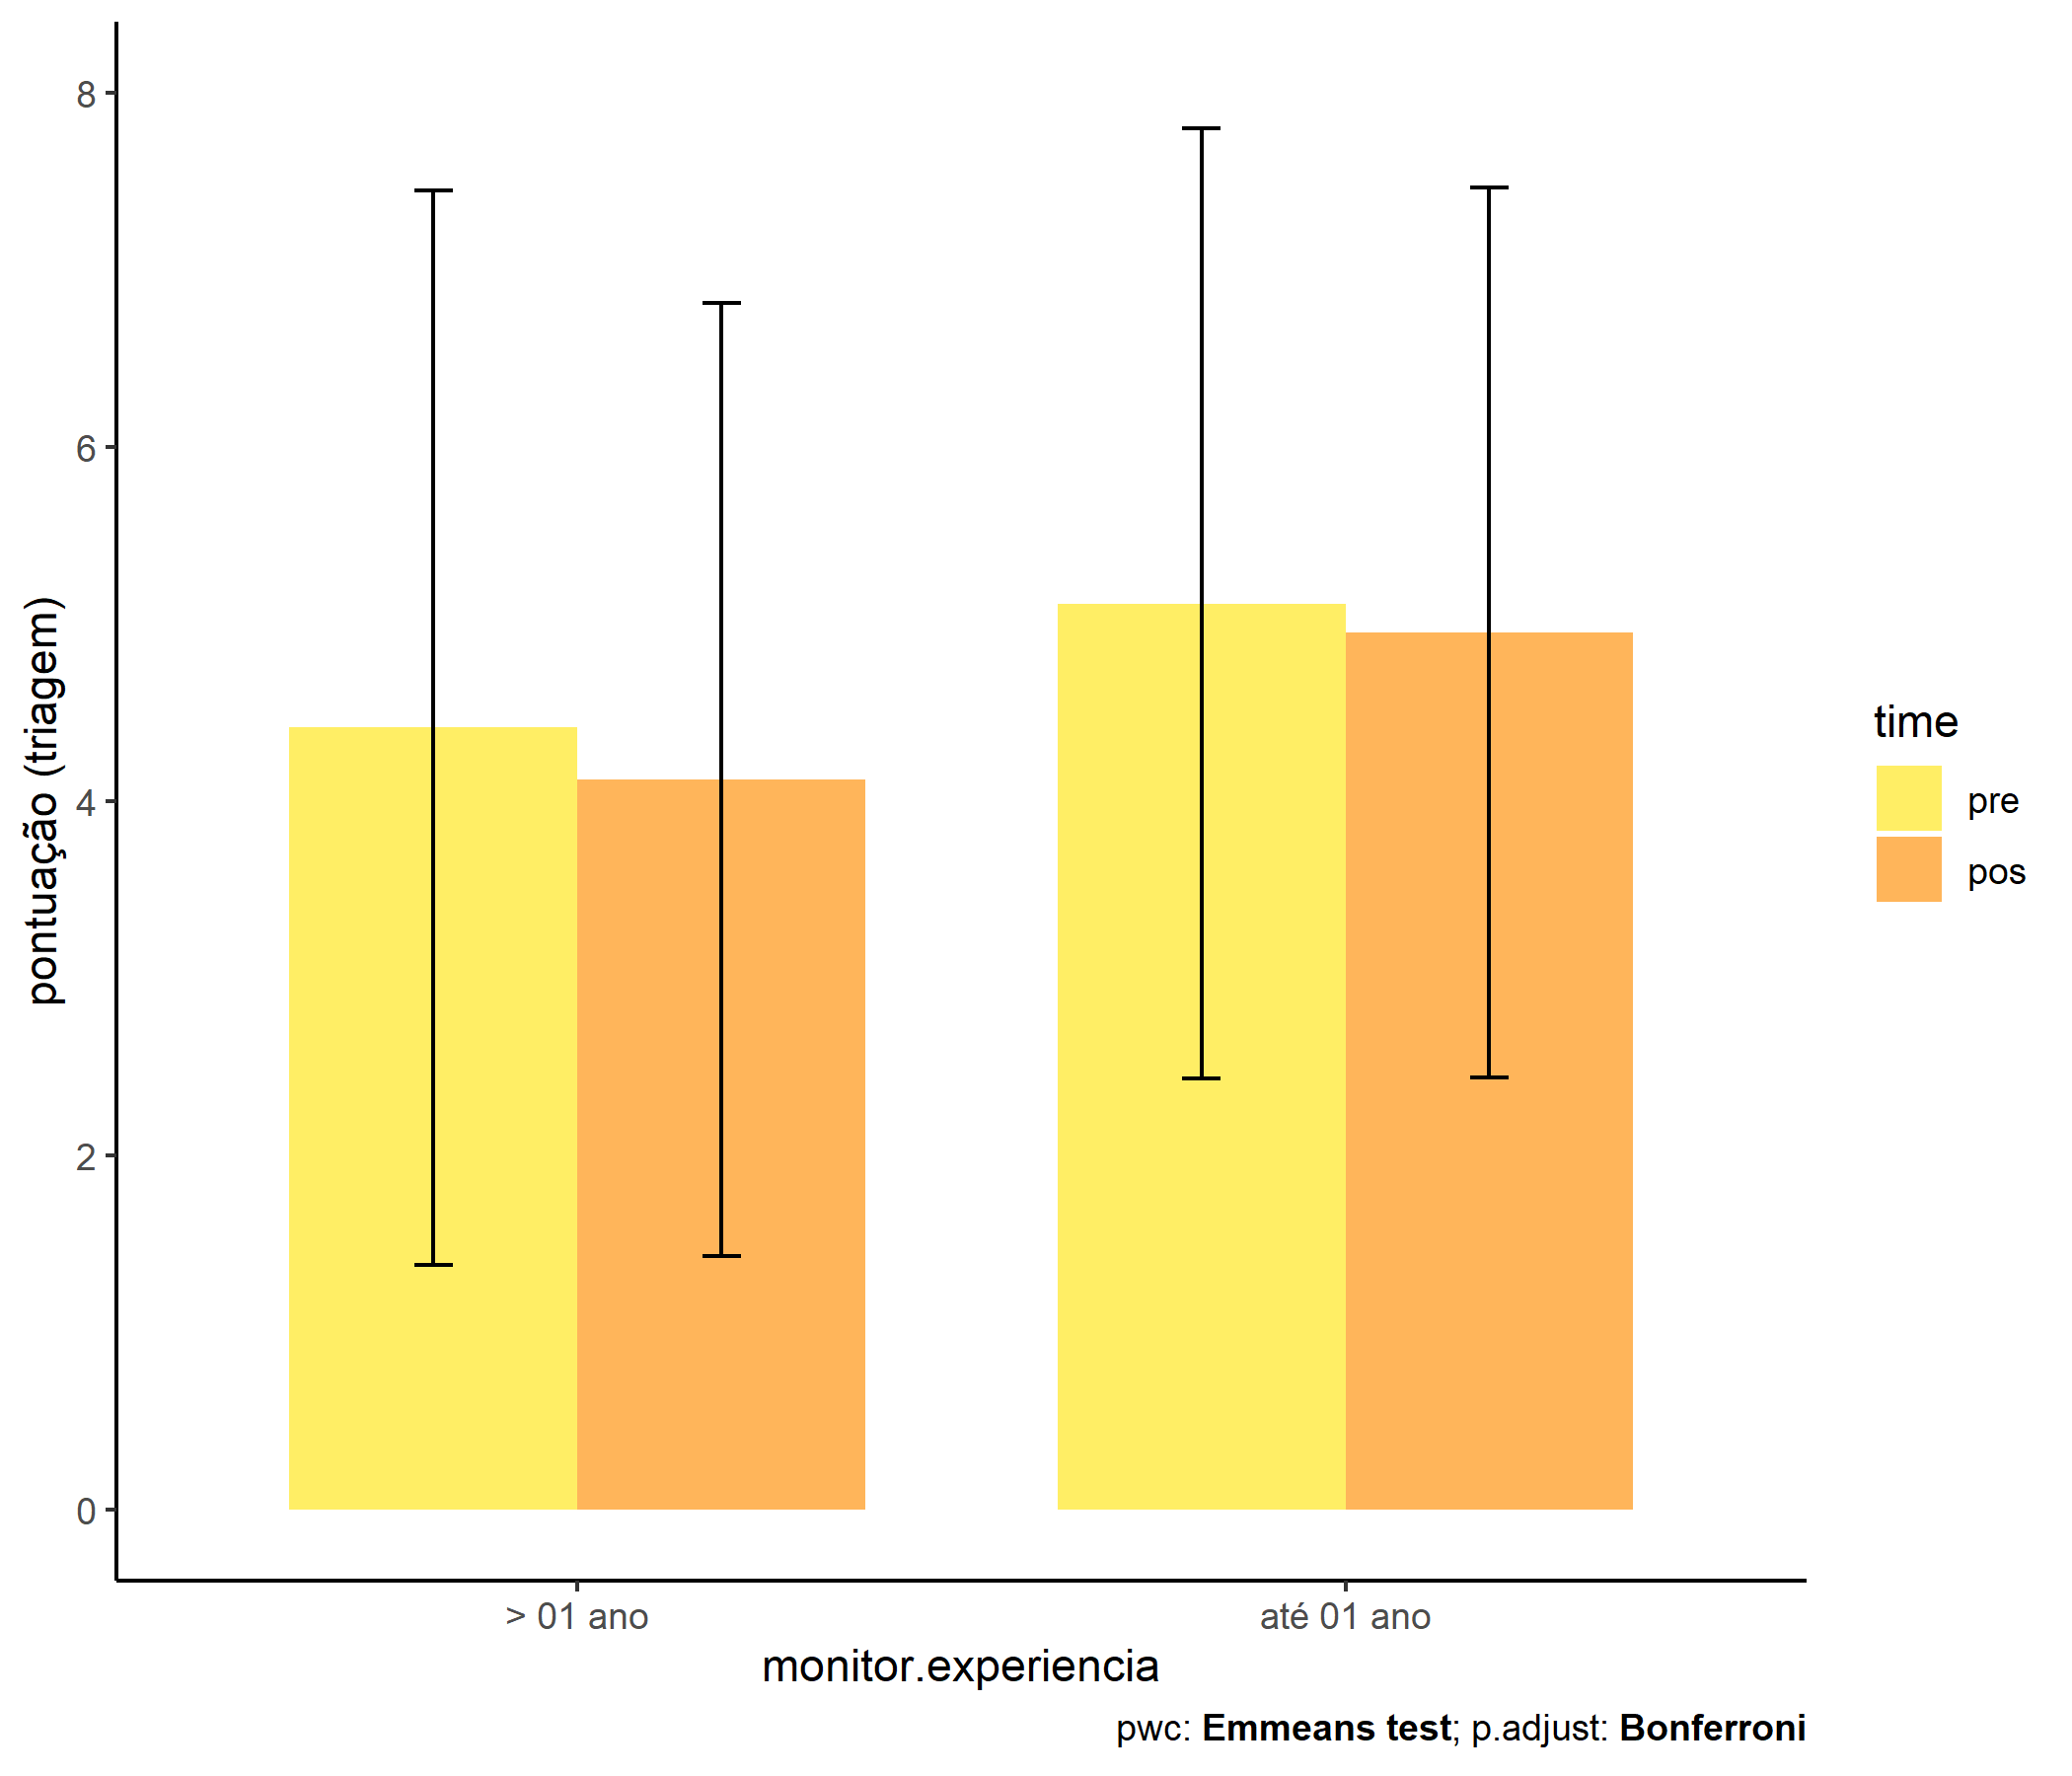 8
6
4
2
0
pontuação (triagem)
> 01 ano
até 01 ano
monitor.experiencia
pwc: Emmeans test; p.adjust: Bonferroni
time
pre
pos